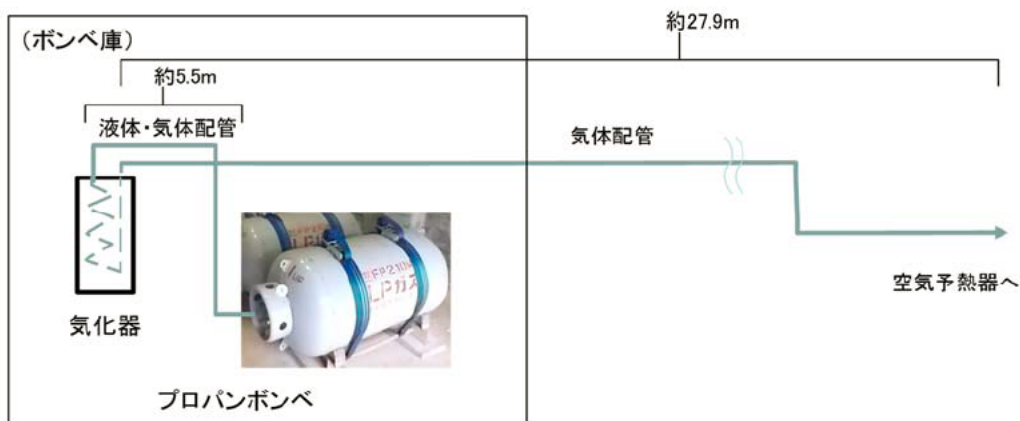 (ボンベ庫)
約27.9m
約5.5m
液体・気体配管
気体配管
LPガス
空気予熱器へ
気化器
プロパンボンベ